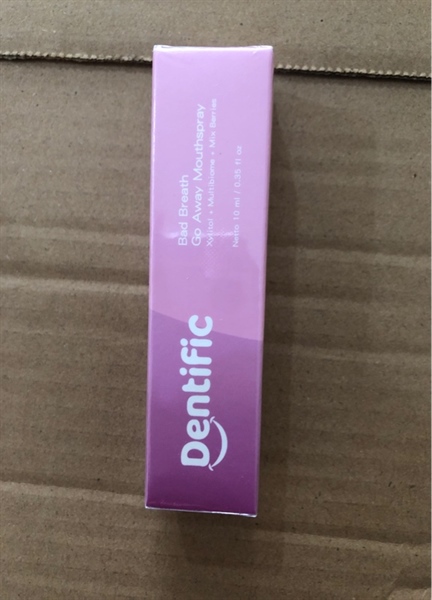 Bad Breath
Go Away Mouthspray
Xylitol + Multibiome + Mix Berries
Netto 10 ml / 0.35 fl oz
Dentific